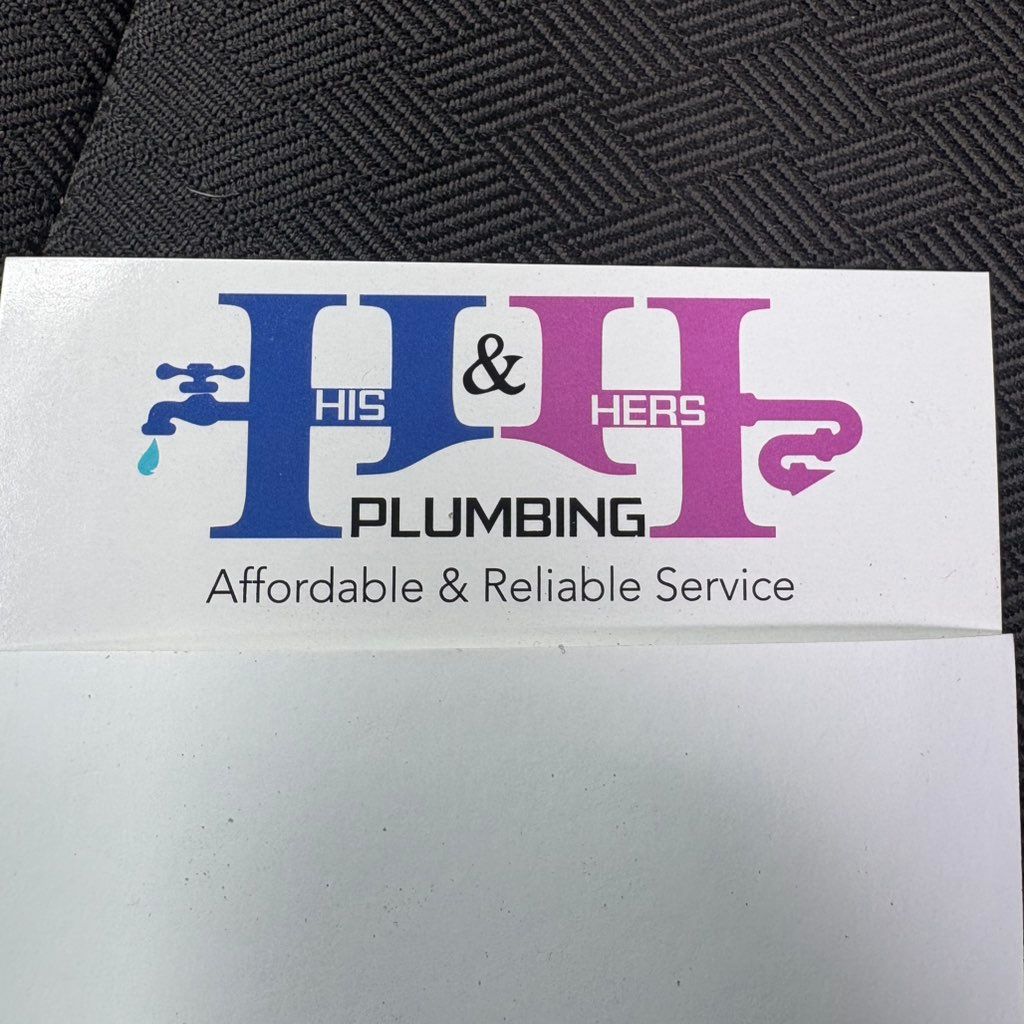 H & H
HIS HERS
PLUMBING
Affordable & Reliable Service